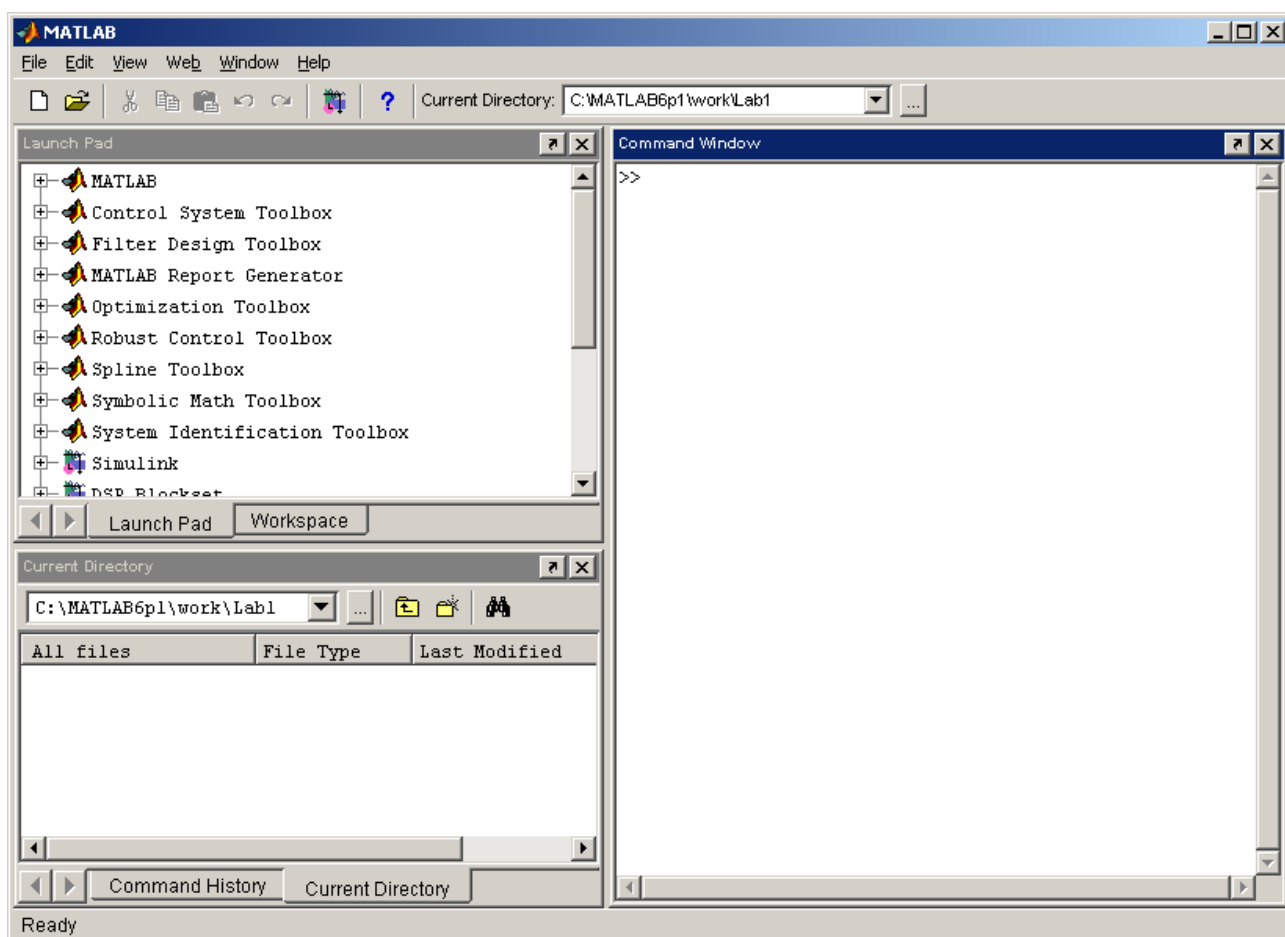 MATLAB
File Edit View Web Window Help
? Current Directory: C:\MATLAB6p1\work\Lab1 ...
Launch Pad
MATLAB
Control System Toolbox
Filter Design Toolbox
MATLAB Report Generator
Optimization Toolbox
Robust Control Toolbox
Spline Toolbox
Symbolic Math Toolbox
System Identification Toolbox
Simulink
DSP Blockset
Launch Pad Workspace
Current Directory
C:\MATLAB6p1\work\Lab1 ...
All files File Type Last Modified
Command History Current Directory
Command Window
>>
Ready